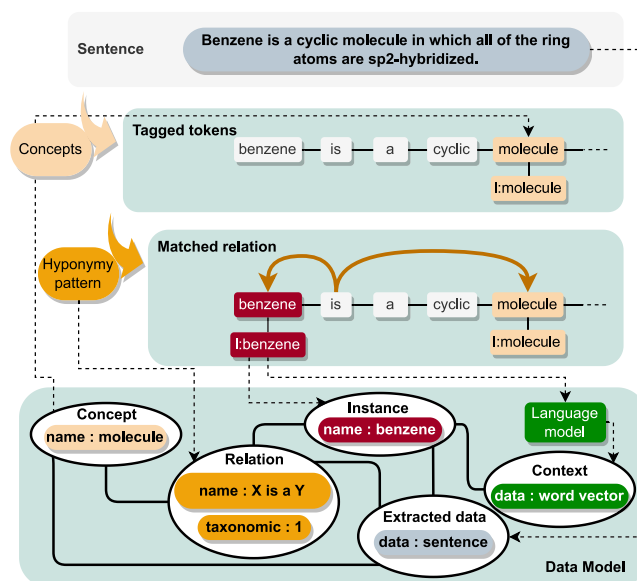 Sentence
Benzene is a cyclic molecule in which all of the ring
atoms are sp2-hybridized.
Concepts
Tagged tokens
benzene is a cyclic molecule
l:molecule
Hyponymy
pattern
Matched relation
benzene is a cyclic molecule
l:benzene l:molecule
Concept
name : molecule
Instance
name : benzene
Language
model
Relation
name : X is a Y
taxonomic : 1
Context
data : word vector
Extracted data
data : sentence
Data Model